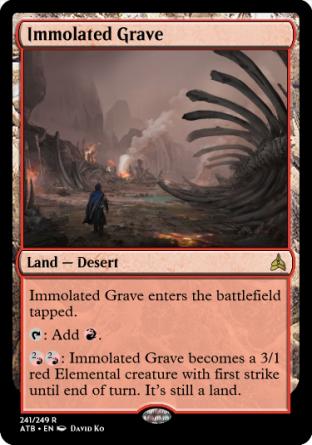 Immolated Grave
Land — Desert
Immolated Grave enters the battlefield
tapped.
: Add .
: Immolated Grave becomes a 3/1
red Elemental creature with first strike
until end of turn. It's still a land.
241/249 R
ATB • EN David Ko